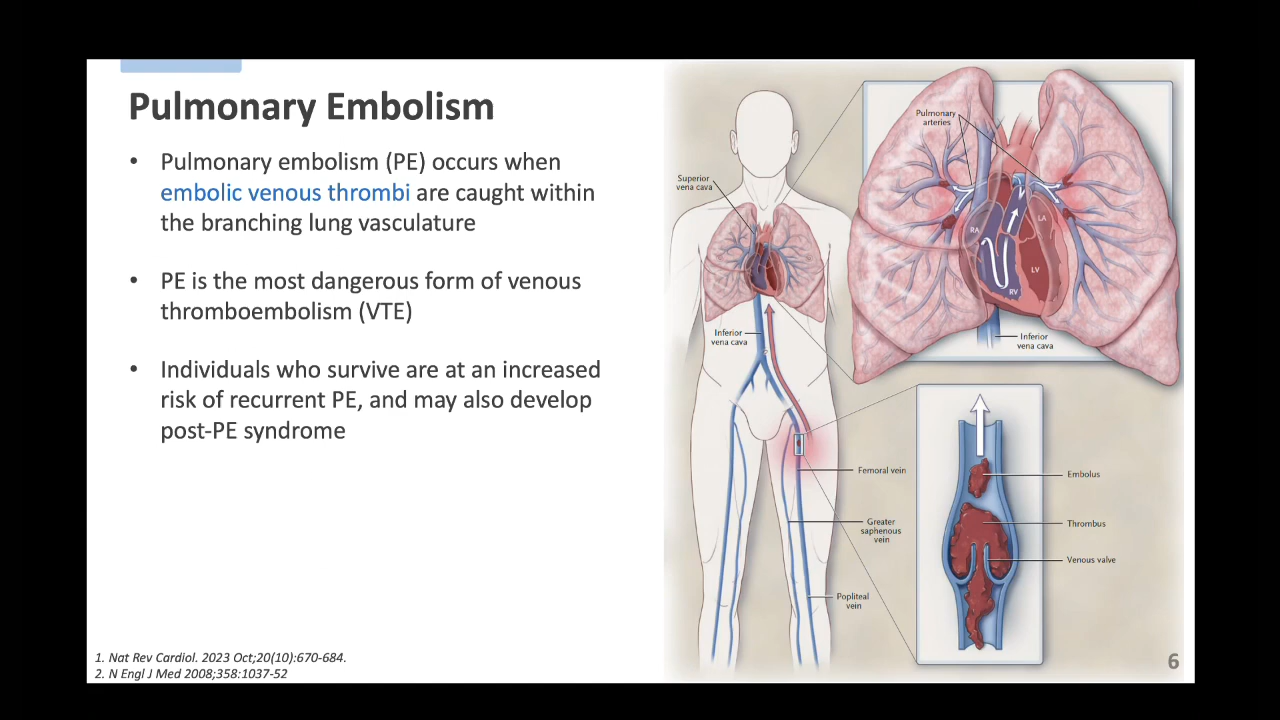 Pulmonary Embolism
• Pulmonary embolism (PE) occurs when
embolic venous thrombi are caught within
the branching lung vasculature
• PE is the most dangerous form of venous
thromboembolism (VTE)
• Individuals who survive are at an increased
risk of recurrent PE, and may also develop
post-PE syndrome
1. Nat Rev Cardiol. 2023 Oct;20(10):670-684.
2. N Engl J Med 2008;358:1037-52
Superior
vena cava
Inferior
vena cava
Pulmonary
arteries
RA
LA
LV
RV
Inferior
vena cava
Femoral vein
Greater
saphenous
vein
Popliteal
vein
Embolus
Thrombus
Venous valve
6